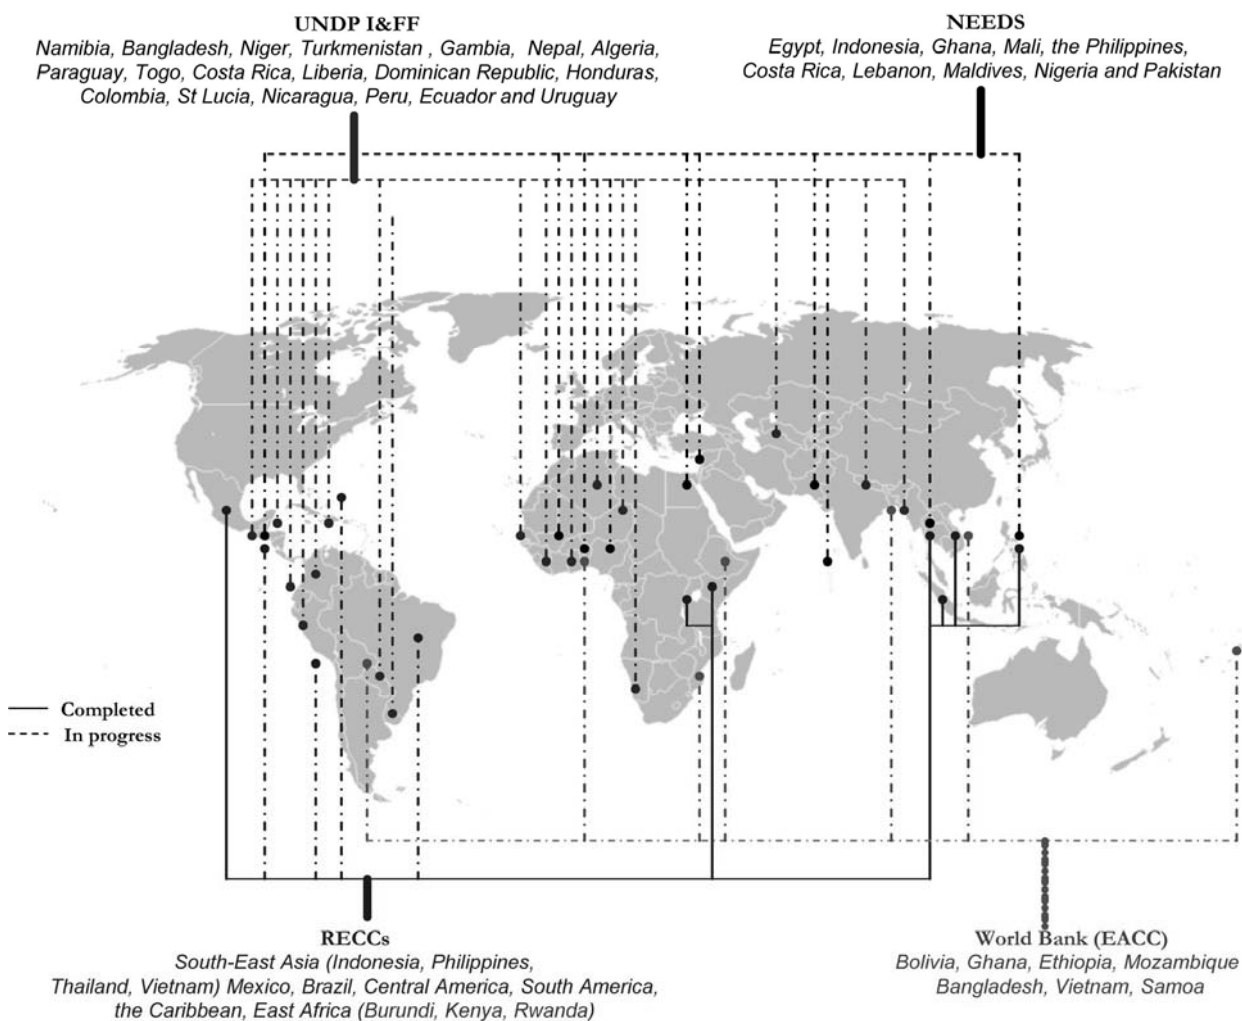 UNDP I&FF
Namibia, Bangladesh, Niger, Turkmenistan , Gambia, Nepal, Algeria,
Paraguay, Togo, Costa Rica, Liberia, Dominican Republic, Honduras,
Colombia, St Lucia, Nicaragua, Peru, Ecuador and Uruguay
NEEDS
Egypt, Indonesia, Ghana, Mali, the Philippines,
Costa Rica, Lebanon, Maldives, Nigeria and Pakistan
Completed
In progress
RECCs
South-East Asia (Indonesia, Philippines,
Thailand, Vietnam) Mexico, Brazil, Central America, South America,
the Caribbean, East Africa (Burundi, Kenya, Rwanda)
World Bank (EACC)
Bolivia, Ghana, Ethiopia, Mozambique
Bangladesh, Vietnam, Samoa